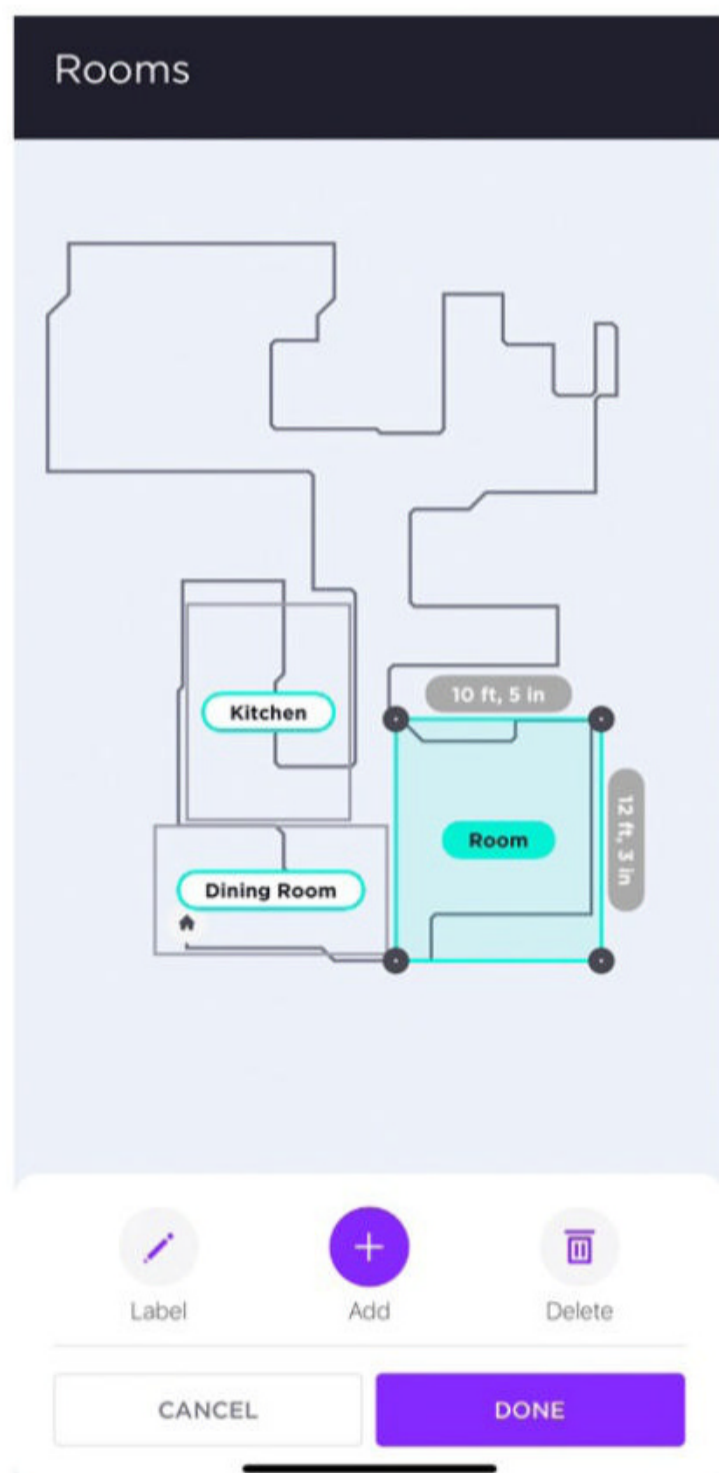 Rooms
10 ft, 5 in
Kitchen
12 ft, 3 in
Room
Dining Room
Label
Add
Delete
CANCEL
DONE